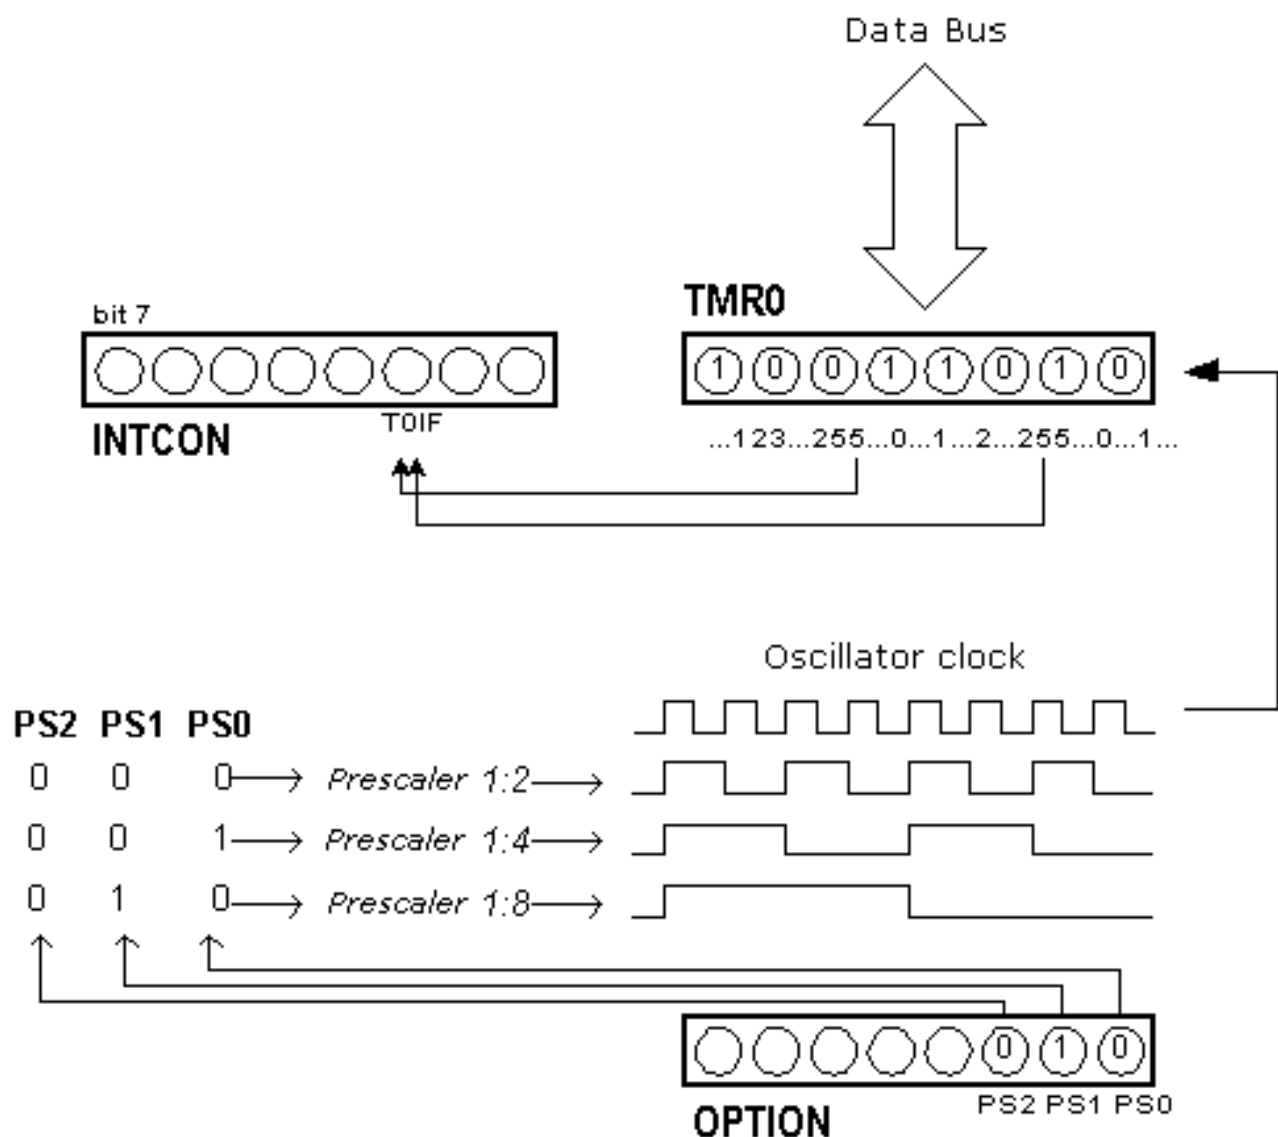 Data Bus
bit 7
TMR0
1 0 0 1 1 0 1 0
INTCON
T0IF
...123...255...0...1...2...255...0...1...
Oscillator clock
PS2 PS1 PS0
0 0 0 Prescaler 1:2
0 0 1 Prescaler 1:4
0 1 0 Prescaler 1:8
0 1 0
PS2 PS1 PS0
OPTION